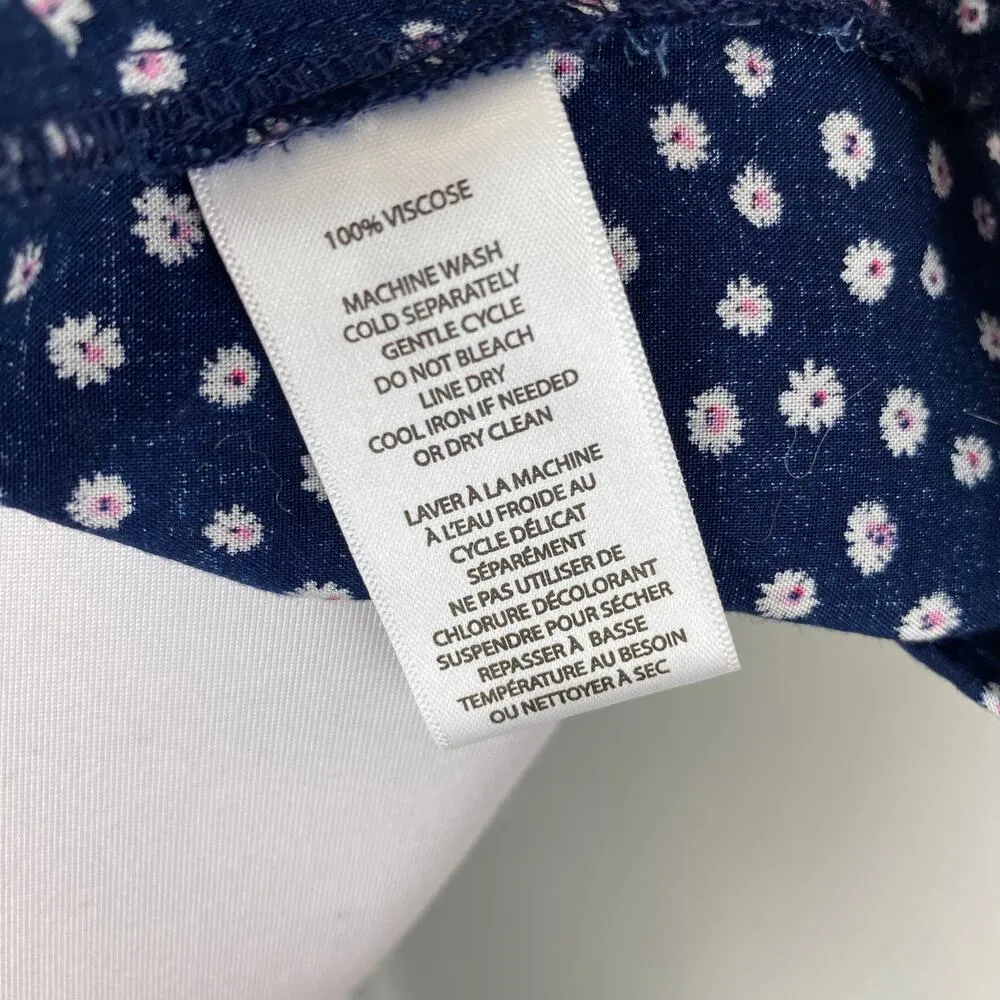 100% VISCOSE
MACHINE WASH
COLD SEPARATELY
GENTLE CYCLE
DO NOT BLEACH
LINE DRY
COOL IRON IF NEEDED
OR DRY CLEAN
LAVER À LA MACHINE
À L'EAU FROIDE AU
CYCLE DÉLICAT
SÉPARÉMENT
NE PAS UTILISER DE
CHLORURE DÉCOLORANT
SUSPENDRE POUR SÉCHER
REPASSER À BASSE
TEMPÉRATURE AU BESOIN
OU NETTOYER À SEC